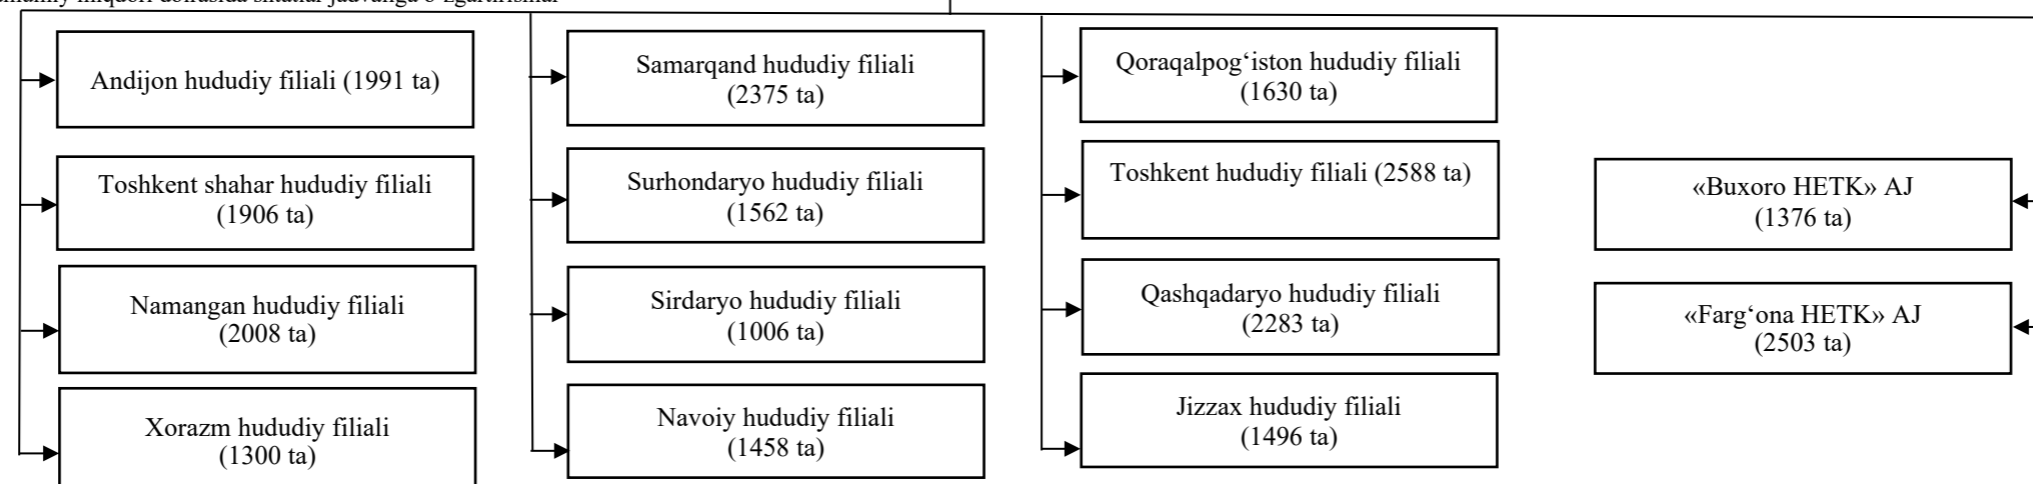 Andijon hududiy filiali (1991 ta)
Toshkent shahar hududiy filiali
(1906 ta)
Namangan hududiy filiali
(2008 ta)
Xorazm hududiy filiali
(1300 ta)
Samarqand hududiy filiali
(2375 ta)
Surhondaryo hududiy filiali
(1562 ta)
Sirdaryo hududiy filiali
(1006 ta)
Navoiy hududiy filiali
(1458 ta)
Qoraqalpog‘iston hududiy filiali
(1630 ta)
Toshkent hududiy filiali (2588 ta)
Qashqadaryo hududiy filiali
(2283 ta)
Jizzax hududiy filiali
(1496 ta)
«Buxoro HETK» AJ
(1376 ta)
«Farg‘ona HETK» AJ
(2503 ta)